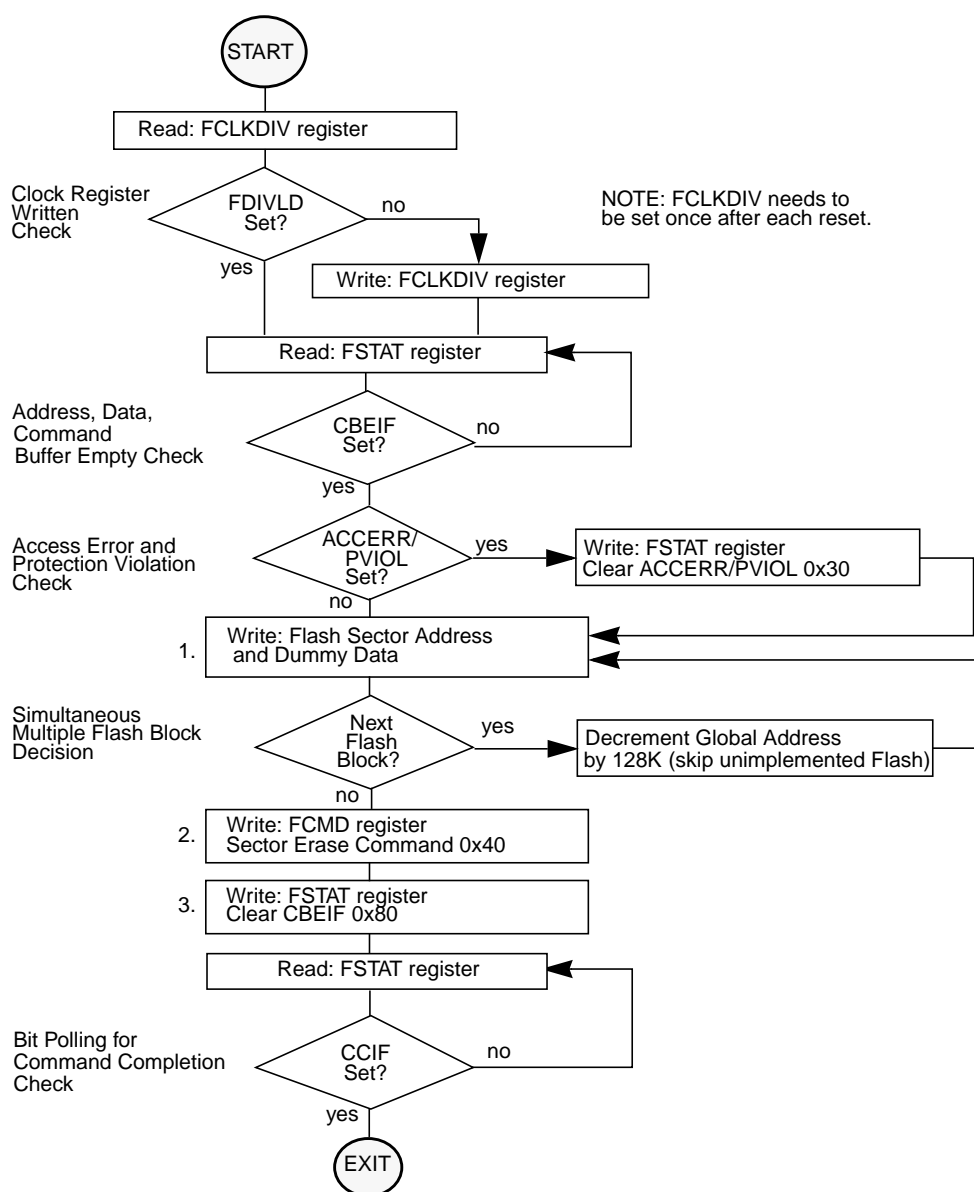 START
Read: FCLKDIV register
Clock Register
Written
Check
FDIVLD
Set?
no
yes
NOTE: FCLKDIV needs to
be set once after each reset.
Write: FCLKDIV register
Read: FSTAT register
Address, Data,
Command
Buffer Empty Check
CBEIF
Set?
no
yes
Access Error and
Protection Violation
Check
ACCERR/
PVIOL
Set?
yes
no
Write: FSTAT register
Clear ACCERR/PVIOL 0x30
1.
Write: Flash Sector Address
and Dummy Data
Simultaneous
Multiple Flash Block
Decision
Next
Flash
Block?
yes
no
Decrement Global Address
by 128K (skip unimplemented Flash)
2.
Write: FCMD register
Sector Erase Command 0x40
3.
Write: FSTAT register
Clear CBEIF 0x80
Read: FSTAT register
Bit Polling for
Command Completion
Check
CCIF
Set?
no
yes
EXIT